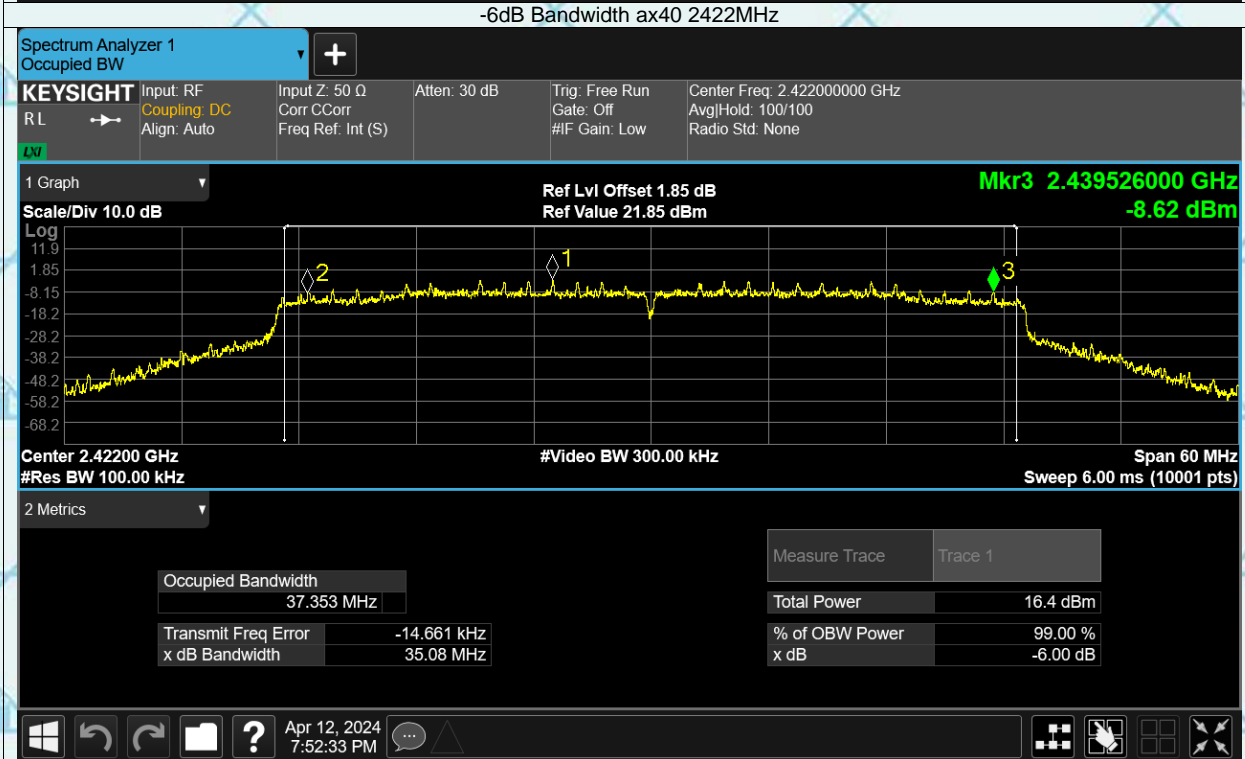 -6dB Bandwidth ax40 2422MHz
Spectrum Analyzer 1
Occupied BW
KEYSIGHT
RL
LXI
Input: RF
Coupling: DC
Align: Auto
Input Z: 50 Ω
Corr CCorr
Freq Ref: Int (S)
Atten: 30 dB
Trig: Free Run
Gate: Off
#IF Gain: Low
Center Freq: 2.422000000 GHz
Avg|Hold: 100/100
Radio Std: None
1 Graph
Scale/Div 10.0 dB
Ref Lvl Offset 1.85 dB
Ref Value 21.85 dBm
Mkr3 2.439526000 GHz
-8.62 dBm
Log
11.9
1.85
-8.15
-18.2
-28.2
-38.2
-48.2
-58.2
-68.2
2
1
3
Center 2.42200 GHz
#Video BW 300.00 kHz
Span 60 MHz
#Res BW 100.00 kHz
Sweep 6.00 ms (10001 pts)
2 Metrics
Measure Trace Trace 1
Occupied Bandwidth
37.353 MHz
Total Power 16.4 dBm
Transmit Freq Error -14.661 kHz
% of OBW Power 99.00 %
x dB Bandwidth 35.08 MHz
x dB -6.00 dB
?
Apr 12, 2024
7:52:33 PM